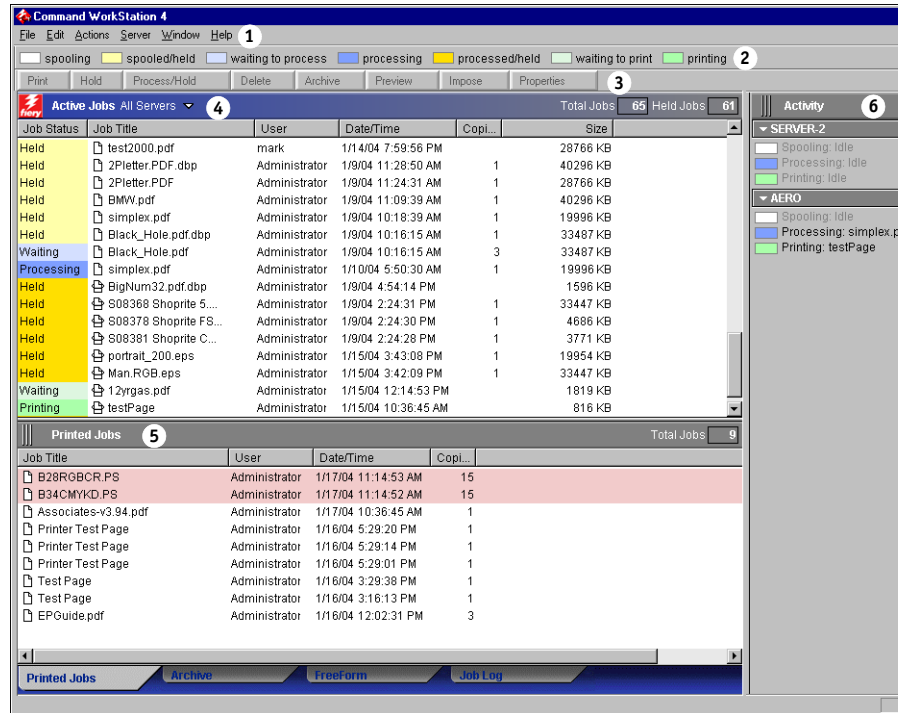 Command WorkStation 4
File Edit Actions Server Window Help 1
spooling spooled/held waiting to process processing processed/held waiting to print printing 2
Print Hold Process/Hold Delete Archive Preview Impose Properties 3
fiery Active Jobs All Servers 4 Total Jobs 65 Held Jobs 61
Job Status Job Title User Date/Time Copi... Size
Held test2000.pdf mark 1/14/04 7:59:56 PM 28766 KB
Held 2Pletter.PDF.dbp Administrator 1/9/04 11:28:50 AM 1 40296 KB
Held 2Pletter.PDF Administrator 1/9/04 11:24:31 AM 1 28766 KB
Held BMW.pdf Administrator 1/9/04 11:09:39 AM 1 40296 KB
Held simplex.pdf Administrator 1/9/04 10:18:39 AM 1 19996 KB
Held Black_Hole.pdf.dbp Administrator 1/9/04 10:16:15 AM 1 33487 KB
Waiting Black_Hole.pdf Administrator 1/9/04 10:16:15 AM 3 33487 KB
Processing simplex.pdf Administrator 1/10/04 5:50:30 AM 1 19996 KB
Held BigNum32.pdf.dbp Administrator 1/9/04 4:54:14 PM 1596 KB
Held S08368 Shoprite 5.... Administrator 1/9/04 2:24:31 PM 1 33447 KB
Held S08378 Shoprite FS... Administrator 1/9/04 2:24:30 PM 1 4686 KB
Held S08381 Shoprite C... Administrator 1/9/04 2:24:28 PM 1 3771 KB
Held portrait_200.eps Administrator 1/15/04 3:43:08 PM 1 19954 KB
Held Man.RGB.eps Administrator 1/15/04 3:42:09 PM 1 33447 KB
Waiting 12yrgas.pdf Administrator 1/15/04 12:14:53 PM 1819 KB
Printing testPage Administrator 1/15/04 10:36:45 AM 816 KB
Activity 6
SERVER-2
Spooling: Idle
Processing: Idle
Printing: Idle
AERO
Spooling: Idle
Processing: simplex.p
Printing: testPage
Printed Jobs 5 Total Jobs 9
Job Title User Date/Time Copi...
B28RGBCR.PS Administrator 1/17/04 11:14:53 AM 15
B34CMYKD.PS Administrator 1/17/04 11:14:52 AM 15
Associates-v3.94.pdf Administrator 1/17/04 10:36:45 AM 1
Printer Test Page Administrator 1/16/04 5:29:20 PM 1
Printer Test Page Administrator 1/16/04 5:29:14 PM 1
Printer Test Page Administrator 1/16/04 5:29:01 PM 1
Test Page Administrator 1/16/04 3:29:38 PM 1
Test Page Administrator 1/16/04 3:16:13 PM 1
EPGuide.pdf Administrator 1/16/04 12:02:31 PM 3
Printed Jobs Archive FreeForm Job Log